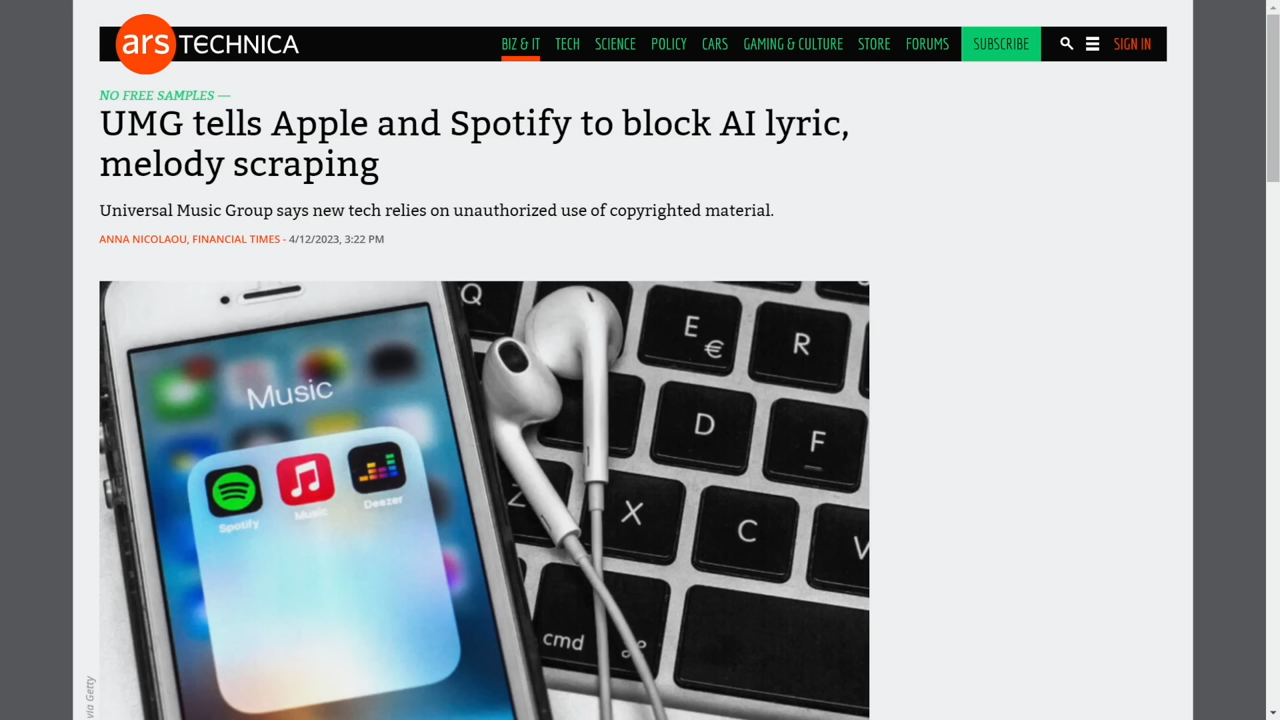 ars TECHNICA
BIZ & IT TECH SCIENCE POLICY CARS GAMING & CULTURE STORE FORUMS SUBSCRIBE SIGN IN
NO FREE SAMPLES —
UMG tells Apple and Spotify to block AI lyric,
melody scraping
Universal Music Group says new tech relies on unauthorized use of copyrighted material.
ANNA NICOLAOU, FINANCIAL TIMES - 4/12/2023, 3:22 PM
Music
Spotify Music Deezer
Q
E € R
D F
Z X C V
cmd ⌘
via Getty